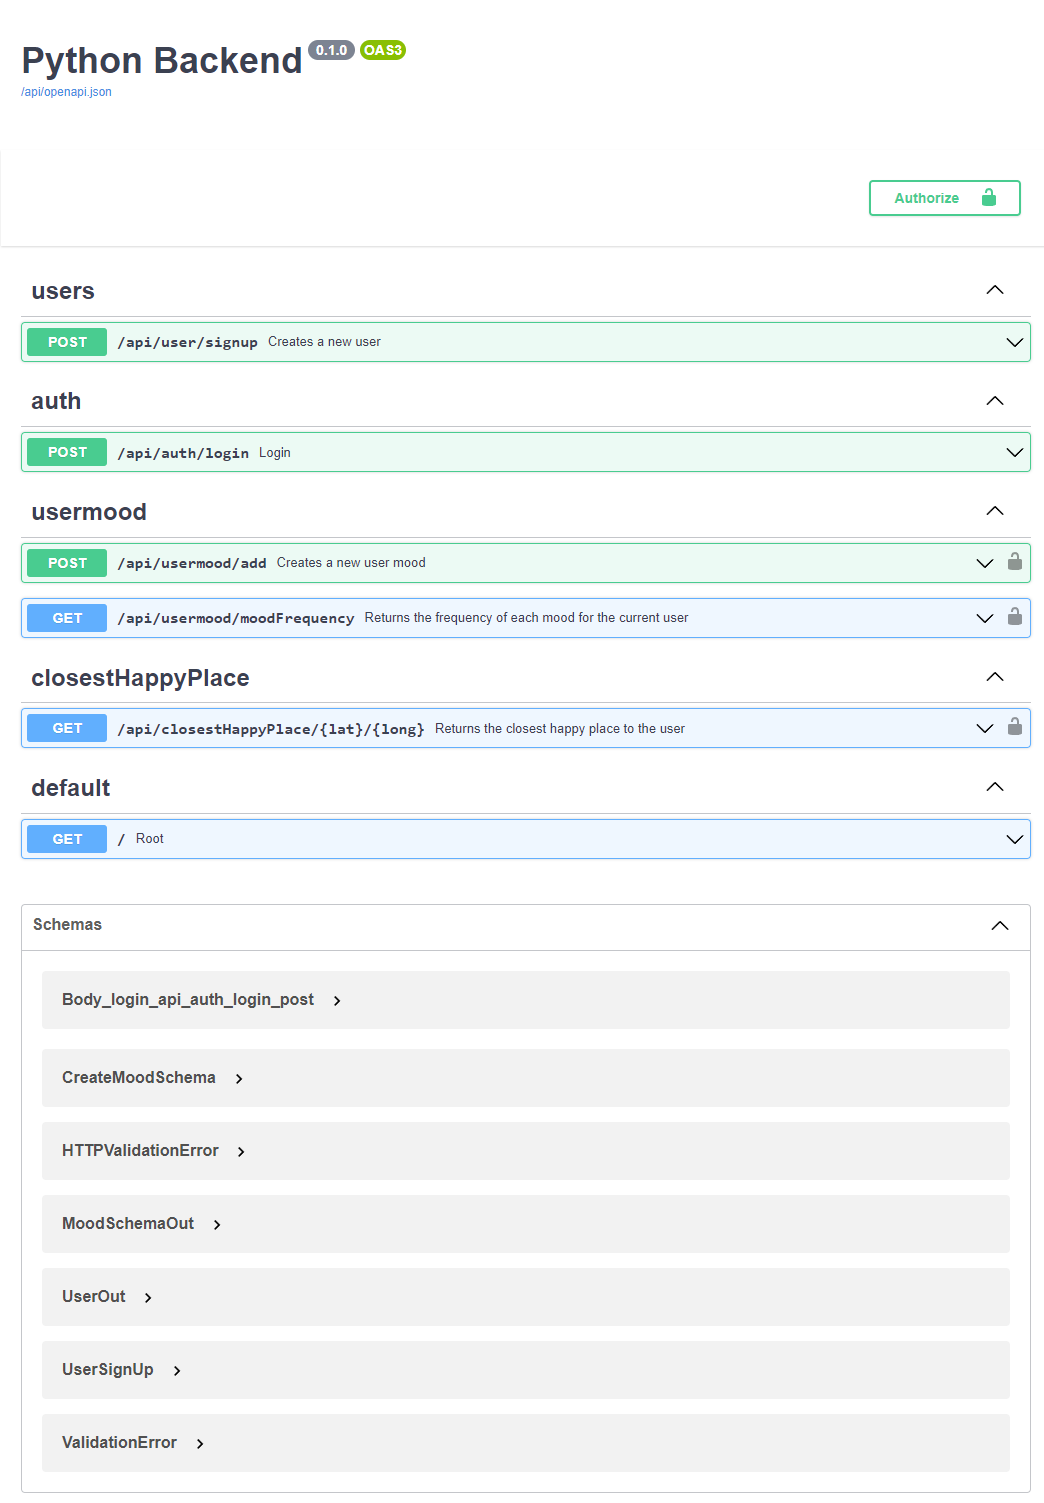 Python Backend 0.1.0 OAS3
/api/openapi.json
Authorize
users
POST /api/user/signup Creates a new user
auth
POST /api/auth/login Login
usermood
POST /api/usermood/add Creates a new user mood
GET /api/usermood/moodFrequency Returns the frequency of each mood for the current user
closestHappyPlace
GET /api/closestHappyPlace/{lat}/{long} Returns the closest happy place to the user
default
GET / Root
Schemas
Body_login_api_auth_login_post
CreateMoodSchema
HTTPValidationError
MoodSchemaOut
UserOut
UserSignUp
ValidationError